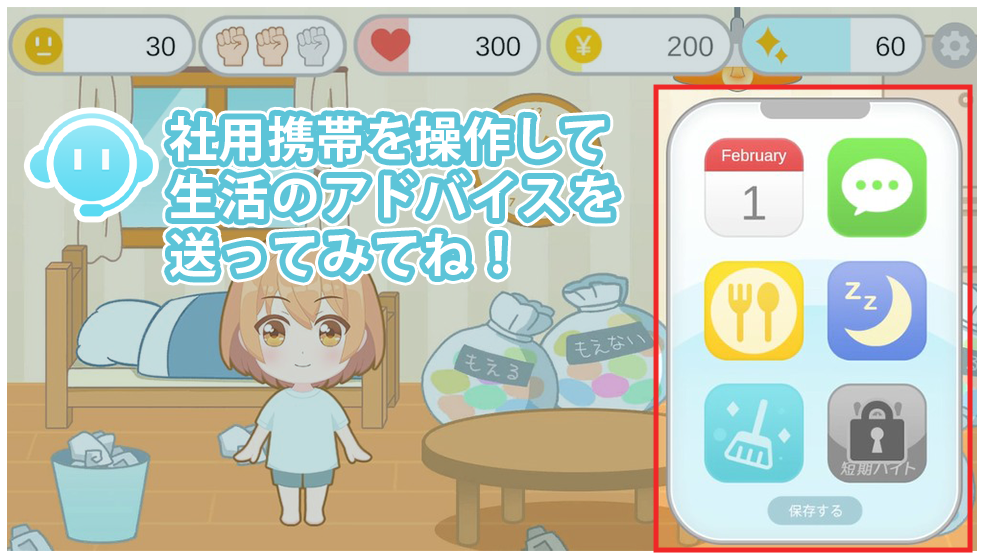 30
300
200
60
社用携帯を操作して
生活のアドバイスを
送ってみてね！
February
1
もえる
もえない
短期バイト
保存する